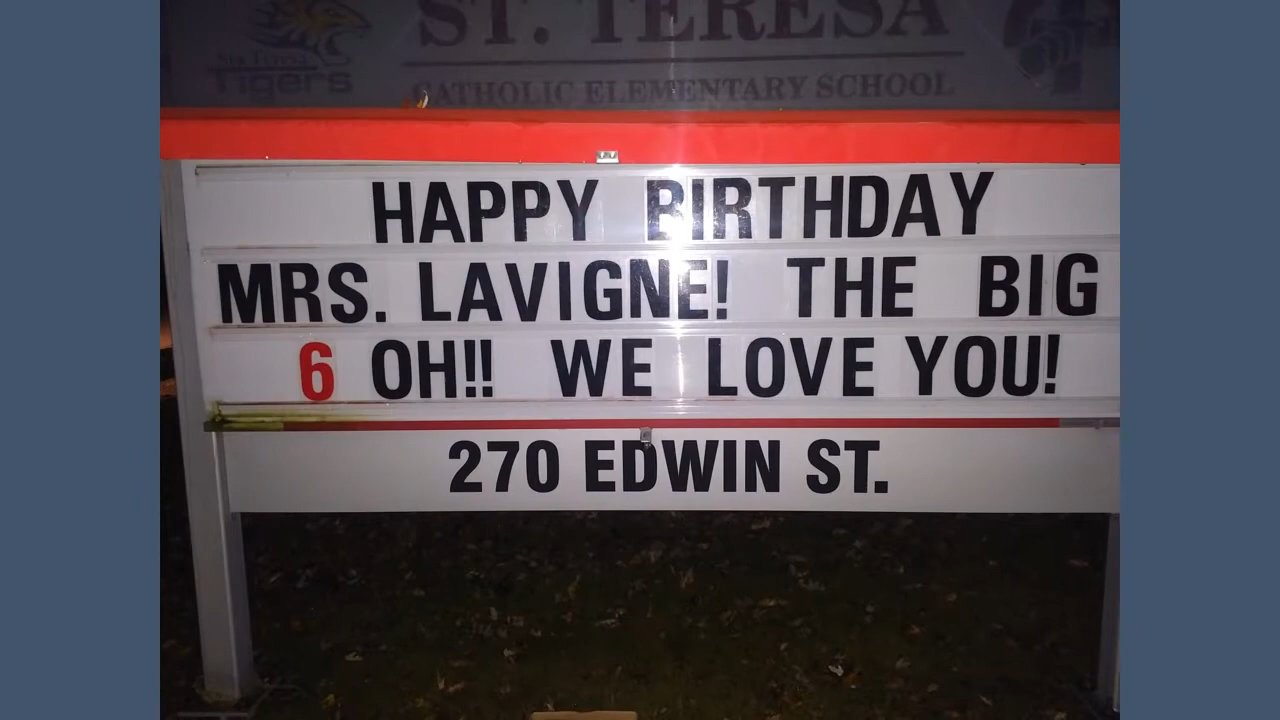 ST. TERESA
CATHOLIC ELEMENTARY SCHOOL
Tigers
HAPPY BIRTHDAY
MRS. LAVIGNE! THE BIG
6 OH!! WE LOVE YOU!
270 EDWIN ST.